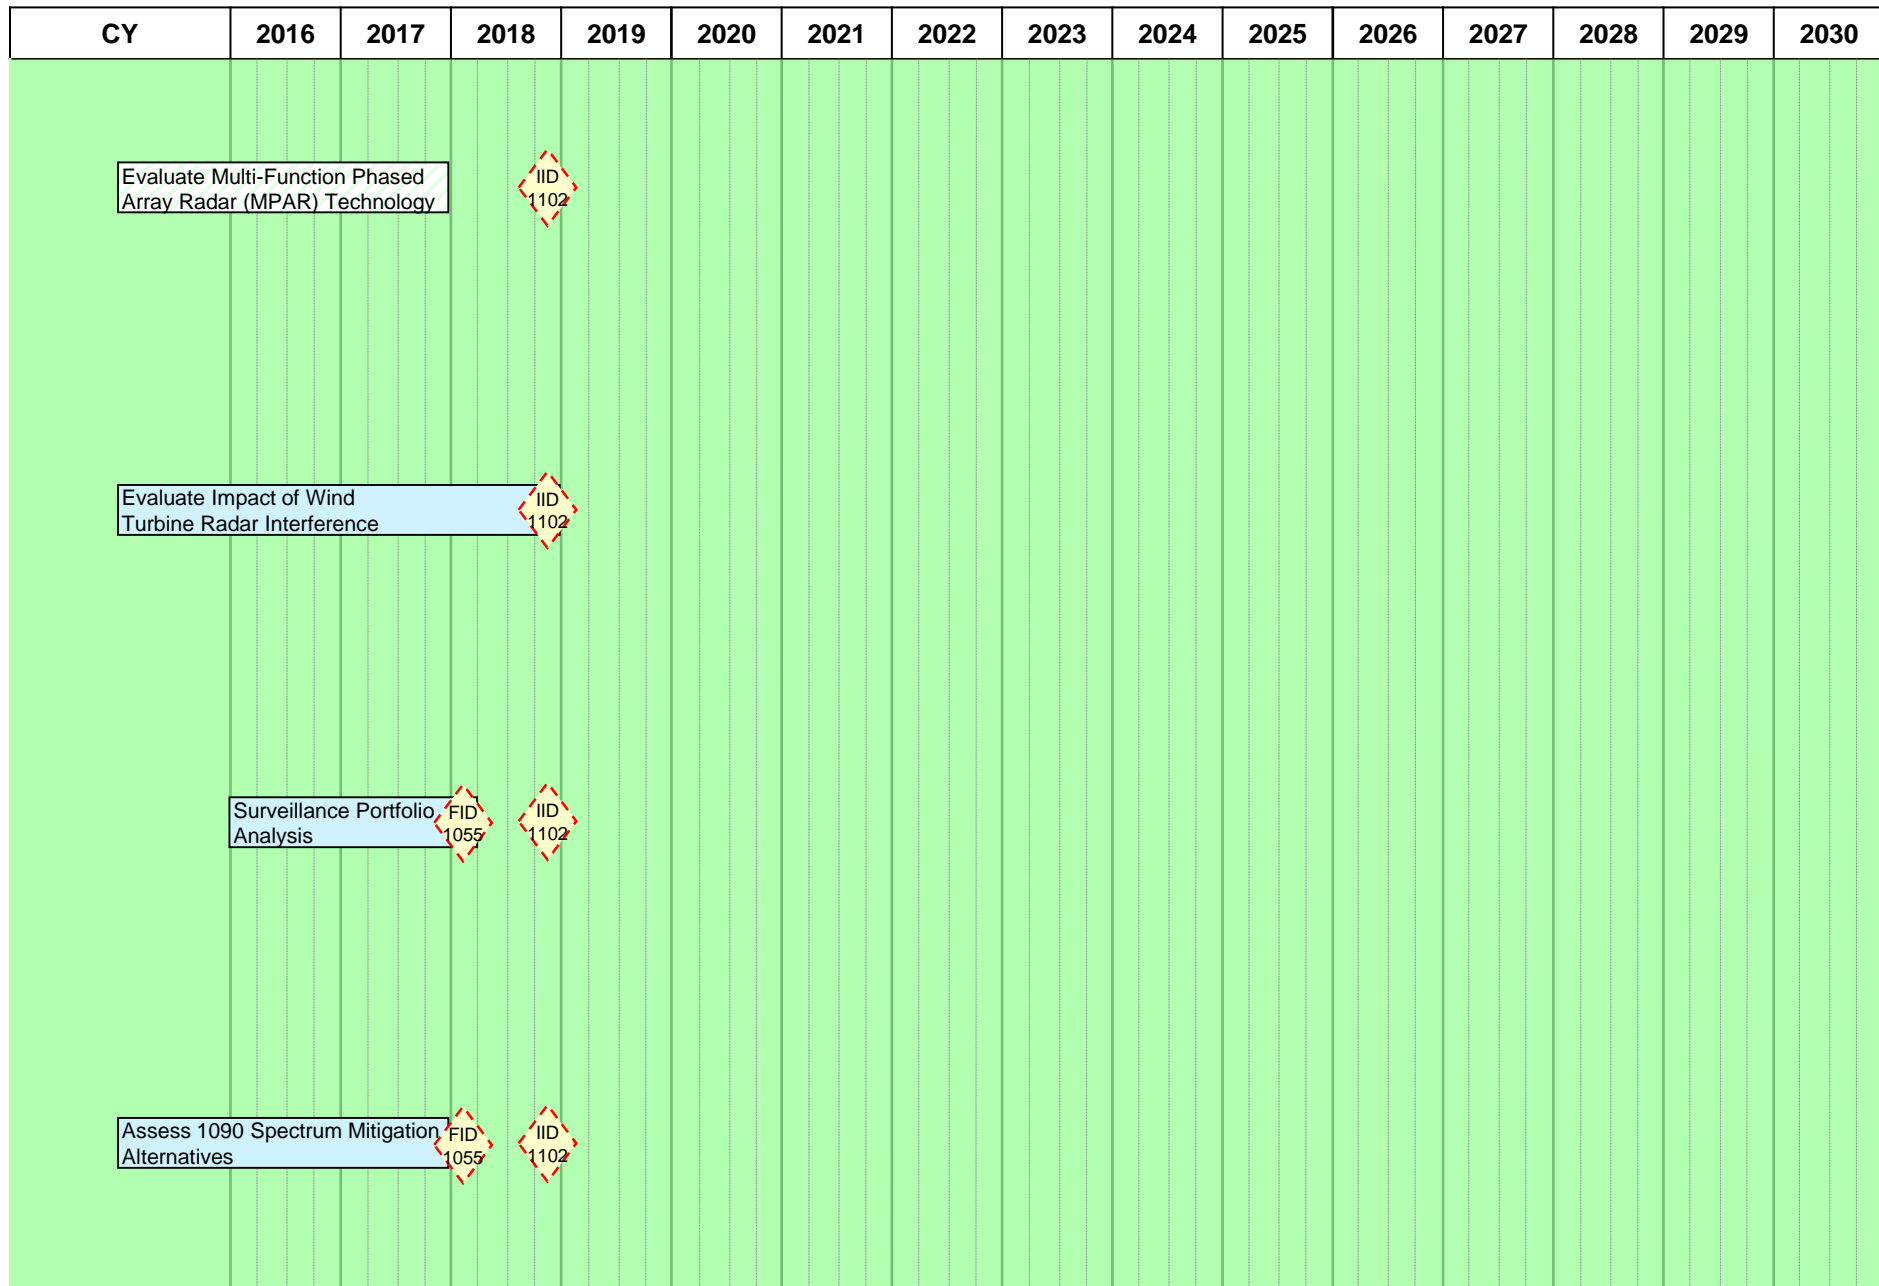 CY 2016 2017 2018 2019 2020 2021 2022 2023 2024 2025 2026 2027 2028 2029 2030
Evaluate Multi-Function Phased
Array Radar (MPAR) Technology
IID
1102
Evaluate Impact of Wind
Turbine Radar Interference
IID
1102
Surveillance Portfolio
Analysis
FID
1055
IID
1102
Assess 1090 Spectrum Mitigation
Alternatives
FID
1055
IID
1102